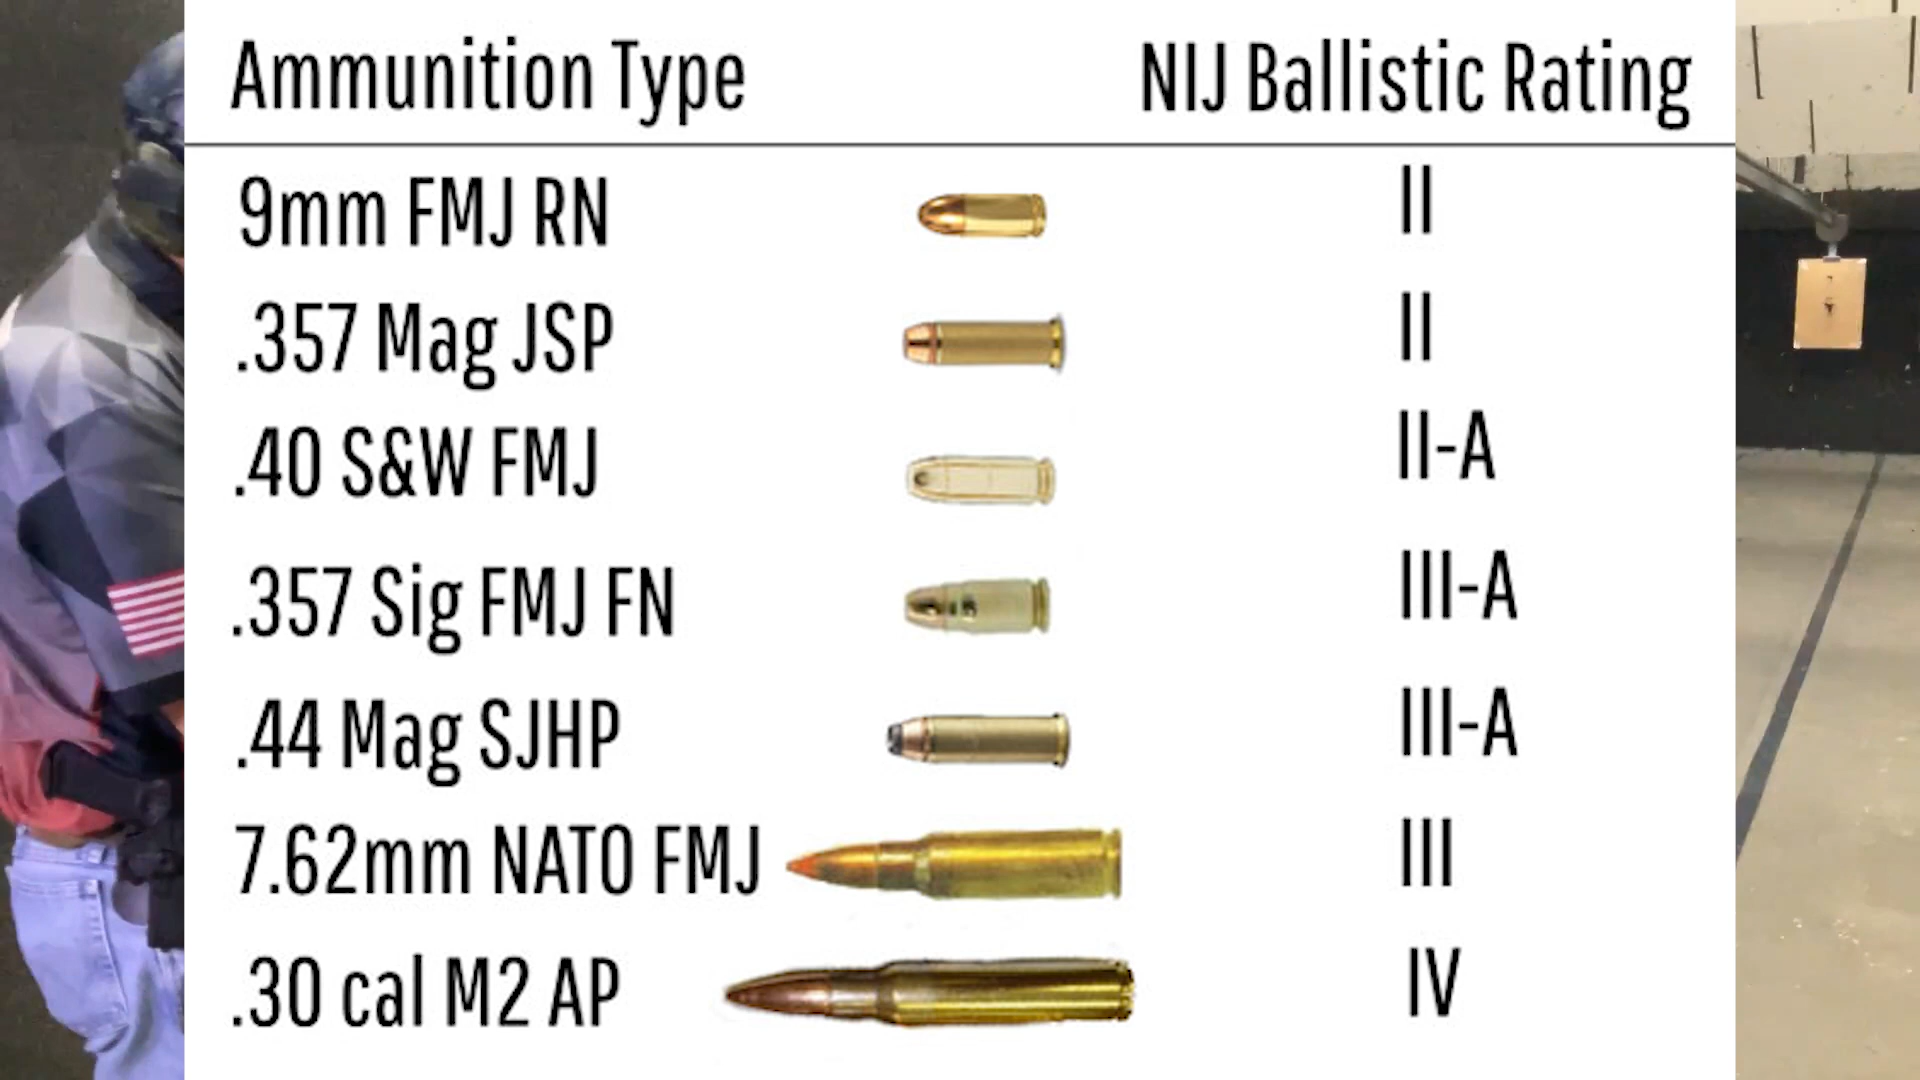 Ammunition Type NIJ Ballistic Rating
9mm FMJ RN II
.357 Mag JSP II
.40 S&W FMJ II-A
.357 Sig FMJ FN III-A
.44 Mag SJHP III-A
7.62mm NATO FMJ III
.30 cal M2 AP IV